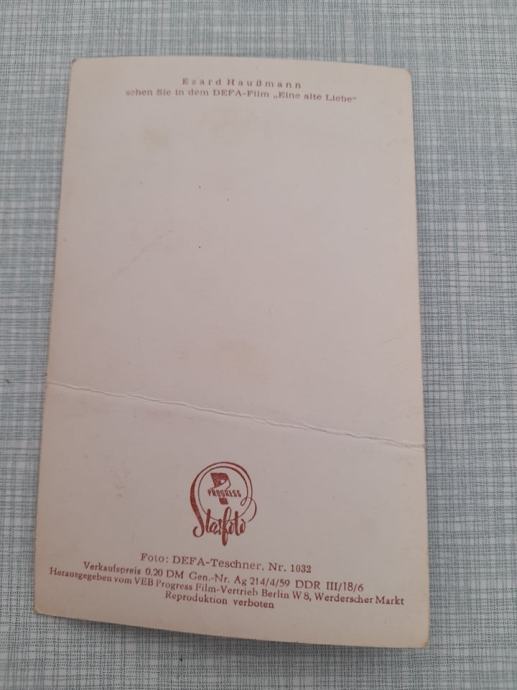 Ezard Haußmann
sehen Sie in dem DEFA-Film „Eine alte Liebe"
PROGRESS
Starfoto
Foto: DEFA-Teschner, Nr. 1032
Verkaufspreis 0,20 DM Gen.-Nr. Ag 214/4/59 DDR III/18/6
Herausgegeben vom VEB Progress Film-Vertrieb Berlin W 8, Werderscher Markt
Reproduktion verboten